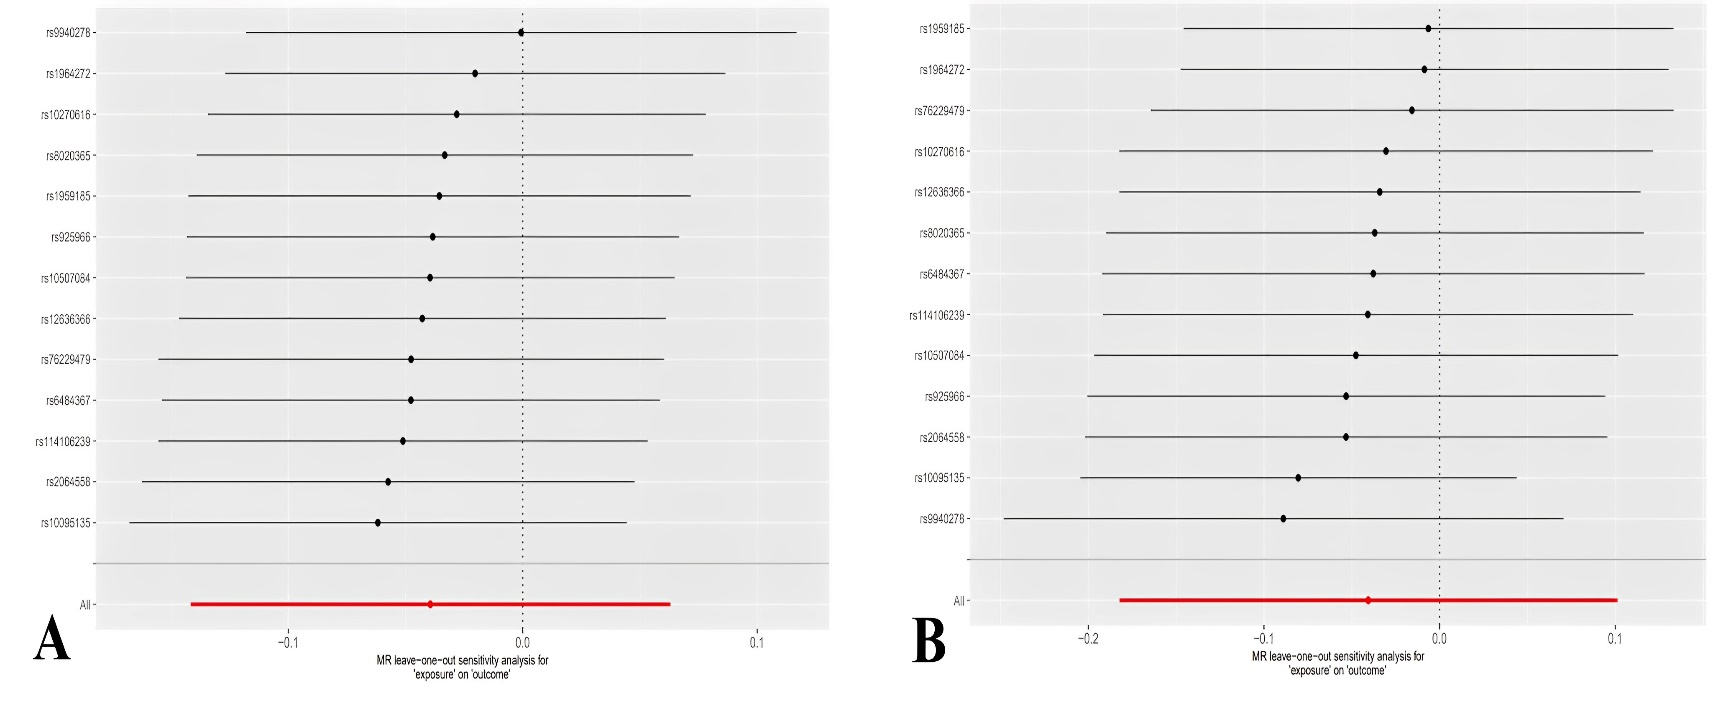 rs9940278
rs1964272
rs10270616
rs8020365
rs1959185
rs925966
rs10507084
rs12636366
rs76229479
rs6484367
rs114106239
rs2064558
rs10095135
All
A
−0.1
0.0
0.1
MR leave−one−out sensitivity analysis for
'exposure' on 'outcome'
rs1959185
rs1964272
rs76229479
rs10270616
rs12636366
rs8020365
rs6484367
rs114106239
rs10507084
rs925966
rs2064558
rs10095135
rs9940278
All
B
−0.2
−0.1
0.0
0.1
MR leave−one−out sensitivity analysis for
'exposure' on 'outcome'